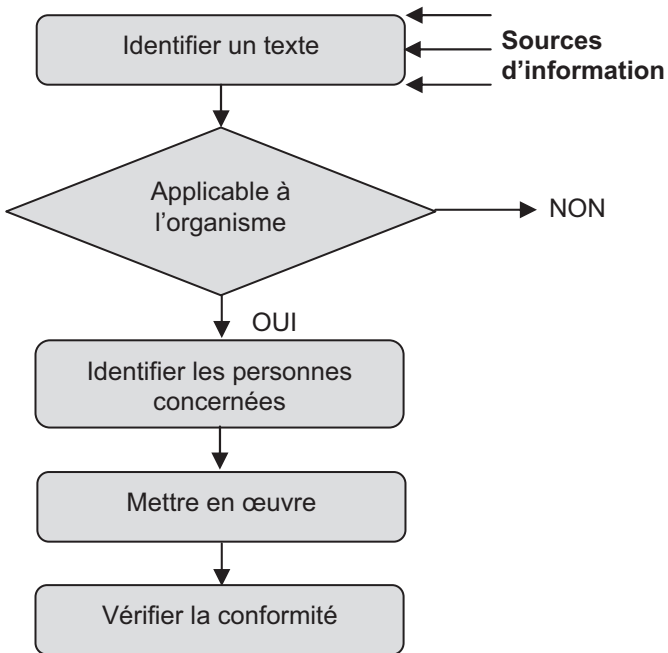 Identifier un texte
Sources
d’information
Applicable à
l’organisme
NON
OUI
Identifier les personnes
concernées
Mettre en œuvre
Vérifier la conformité